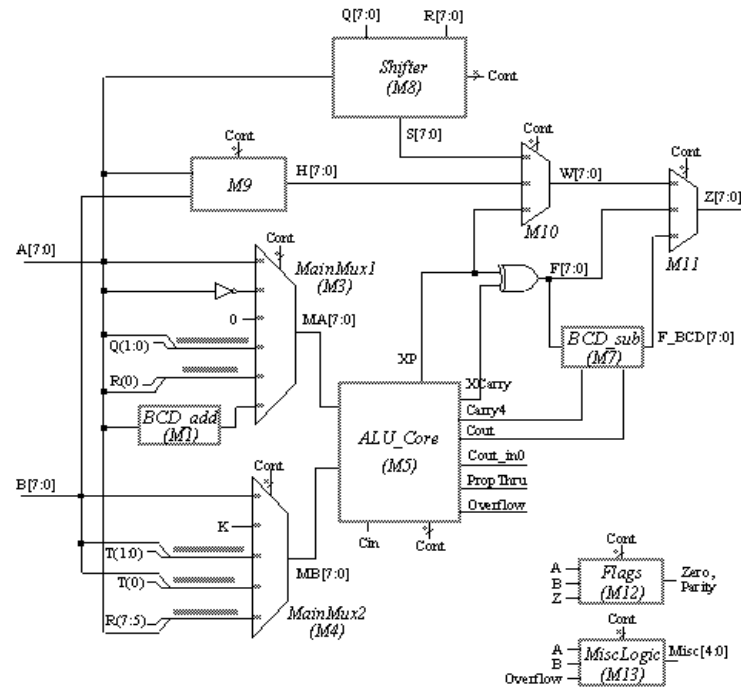 Q[7:0] R[7:0]
Shifter
(M8)
Cont
S[7:0]
Cont
Cont
Cont
M9
H[7:0]
W[7:0]
Z[7:0]
M10
M11
A[7:0]
Cont
MainMux1
(M3)
F[7:0]
0
MA[7:0]
Q(1:0)
BCD_sub
(M7)
F_BCD[7:0]
XP
R(0)
XCarry
BCD_add
(M1)
Carry4
ALU_Core
(M5)
Cout
Cout_in0
Cont
PropThru
B[7:0]
Overflow
K
Cin
Cont
T(1:0)
MB[7:0]
T(0)
R(7:5)
MainMux2
(M4)
Cont
A
B
Z
Flags
(M12)
Zero,
Parity
Cont
A
B
Overflow
MiscLogic
(M13)
Misc[4:0]